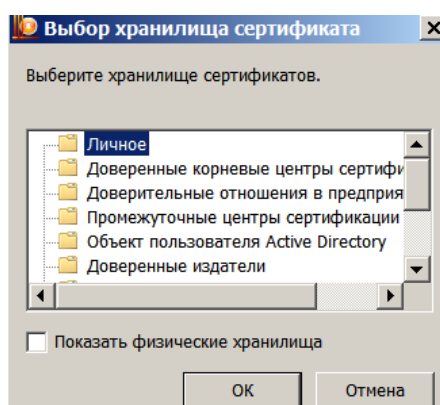 Выбор хранилища сертификата
Выберите хранилище сертификатов.
Личное
Доверенные корневые центры сертифи
Доверительные отношения в предприя
Промежуточные центры сертификации
Объект пользователя Active Directory
Доверенные издатели
Показать физические хранилища
ОК
Отмена